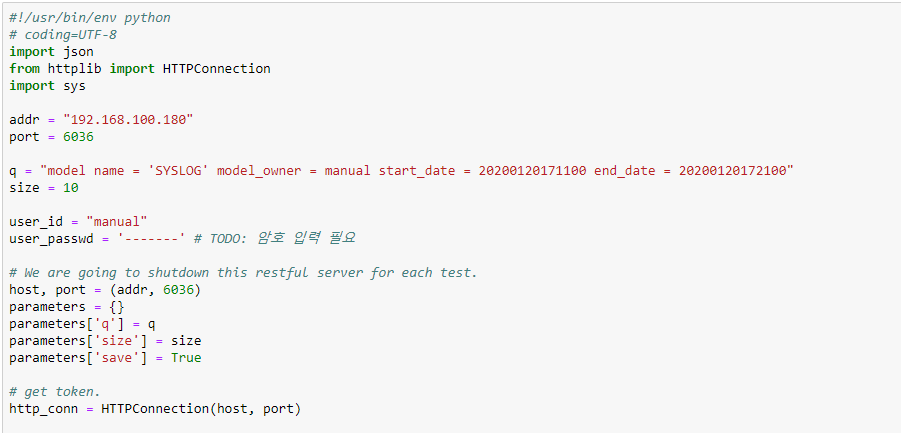 #!/usr/bin/env python
# coding=UTF-8
import json
from httplib import HTTPConnection
import sys
addr = "192.168.100.180"
port = 6036
q = "model name = 'SYSLOG' model_owner = manual start_date = 20200120171100 end_date = 20200120172100"
size = 10
user_id = "manual"
user_passwd = '-------' # TODO: 암호 입력 필요
# We are going to shutdown this restful server for each test.
host, port = (addr, 6036)
parameters = {}
parameters['q'] = q
parameters['size'] = size
parameters['save'] = True
# get token.
http_conn = HTTPConnection(host, port)